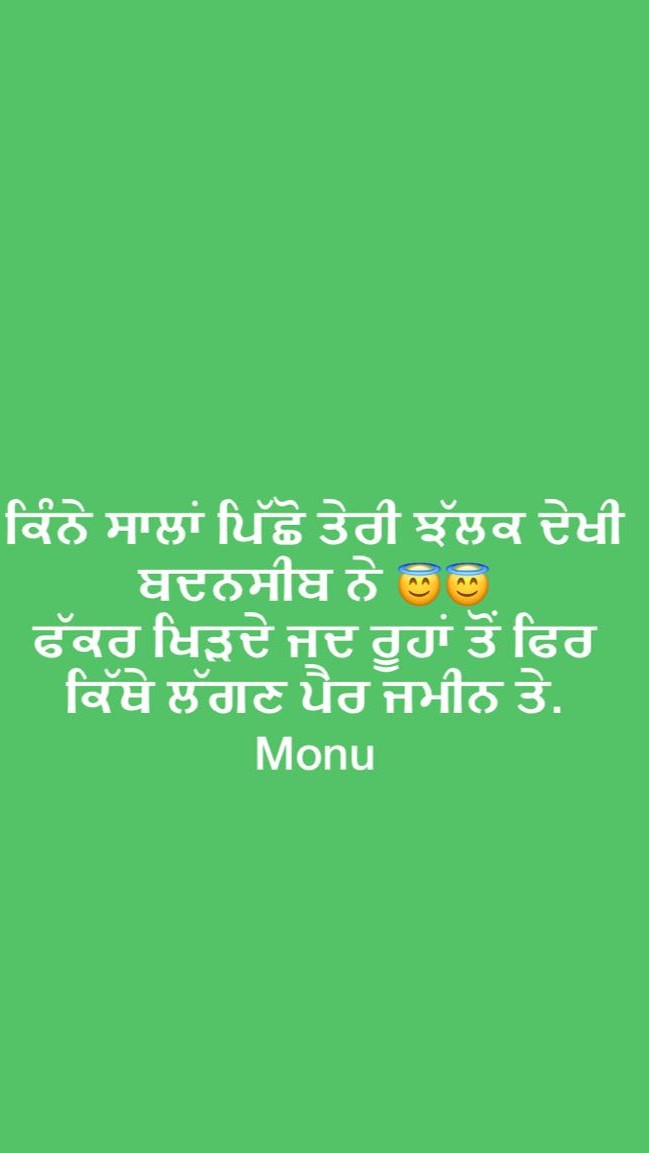 ਕਿੰਨੇ ਸਾਲਾਂ ਪਿੱਛੋ ਤੇਰੀ ਝੱਲਕ ਦੇਖੀ
ਬਦਨਸੀਬ ਨੇ 😇😇
ਫੱਕਰ ਖਿੜਦੇ ਜਦ ਰੂਹਾਂ ਤੋਂ ਫਿਰ
ਕਿੱਥੇ ਲੱਗਣ ਪੈਰ ਜਮੀਨ ਤੇ.
Monu